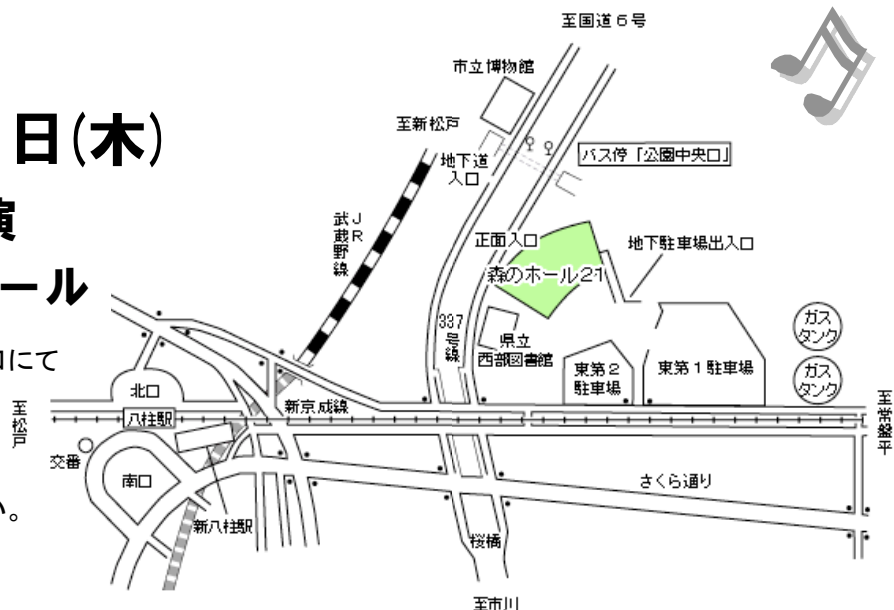 日(木)
演
ール
口にて
い。
至国道6号
市立博物館
至新松戸
地下道
入口
バス停「公園中央口」
JR
武蔵野線
正面入口
地下駐車場出入口
森のホール21
337
号線
県立
西部図書館
東第2
駐車場
東第1駐車場
ガス
タンク
ガス
タンク
北口
至松戸
八柱駅
新京成線
至常盤平
交番
南口
さくら通り
新八柱駅
桜橋
至市川